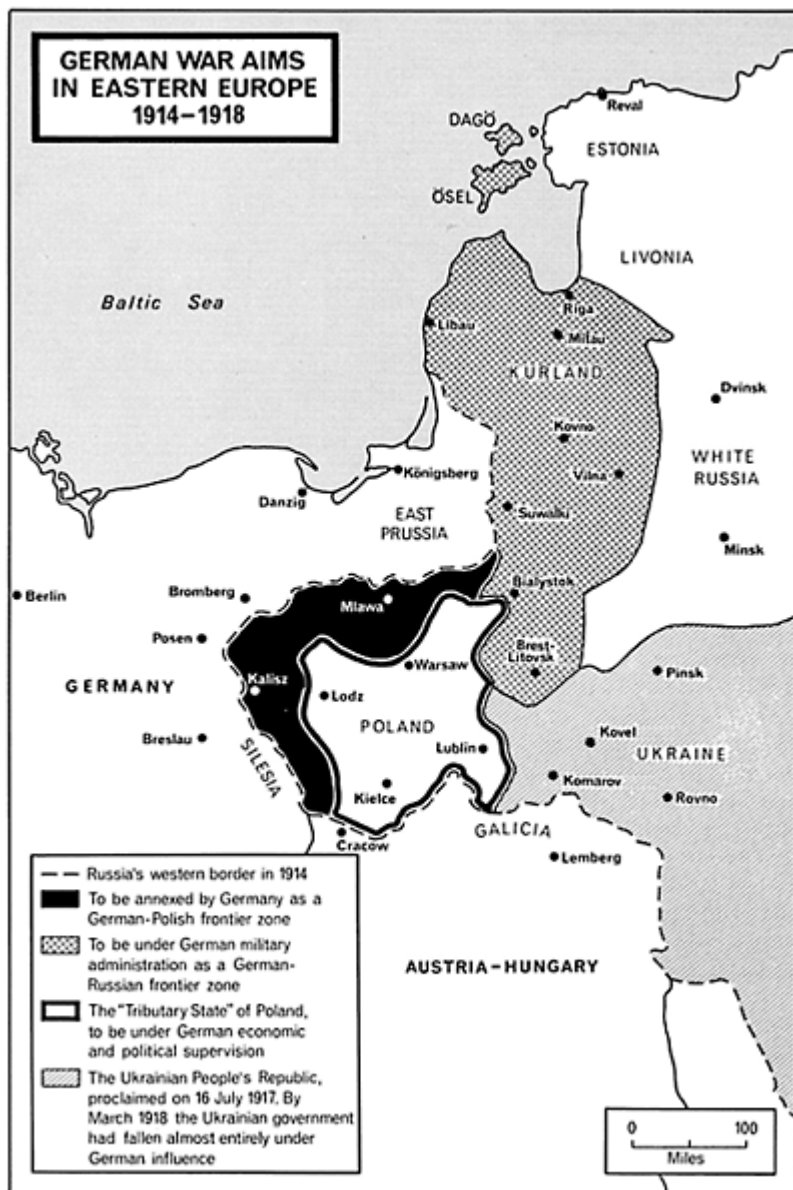 GERMAN WAR AIMS
IN EASTERN EUROPE
1914–1918
Reval
DAGÖ
ESTONIA
ÖSEL
LIVONIA
Baltic Sea
Riga
Libau
Mitau
KURLAND
Dvinsk
Kovno
WHITE
RUSSIA
Vilna
Königsberg
Danzig
Suwalki
EAST
PRUSSIA
Minsk
Berlin
Bromberg
Mlawa
Bialystok
Posen
Warsaw
Brest-
Litovsk
Pinsk
GERMANY
Kalisz
Lodz
POLAND
Kovel
Breslau
SILESIA
Lublin
UKRAINE
Kielce
Komarov
Rovno
GALICIA
Cracow
Lemberg
AUSTRIA–HUNGARY
Russia's western border in 1914
To be annexed by Germany as a
German-Polish frontier zone
To be under German military
administration as a German-
Russian frontier zone
The "Tributary State" of Poland,
to be under German economic
and political supervision
The Ukrainian People's Republic,
proclaimed on 16 July 1917. By
March 1918 the Ukrainian government
had fallen almost entirely under
German influence
0 100
Miles